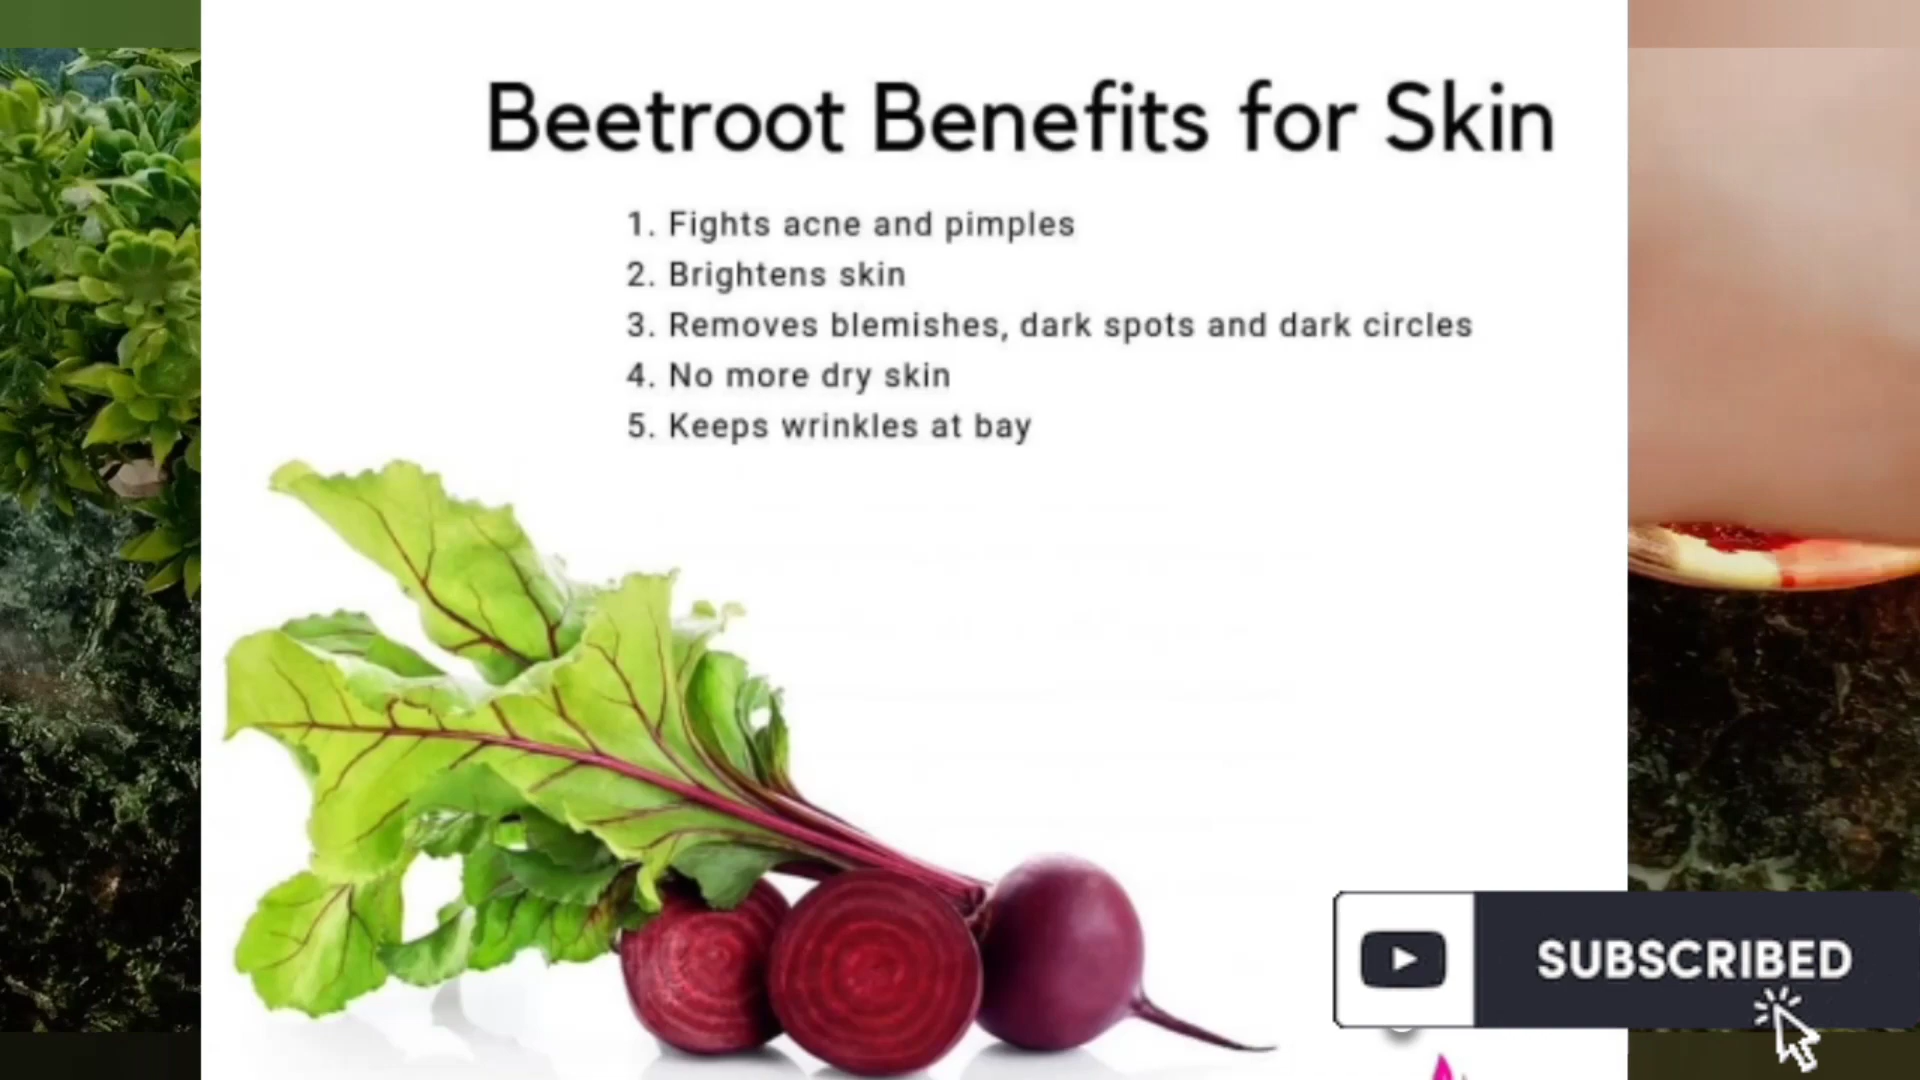 Beetroot Benefits for Skin
1. Fights acne and pimples
2. Brightens skin
3. Removes blemishes, dark spots and dark circles
4. No more dry skin
5. Keeps wrinkles at bay
SUBSCRIBED